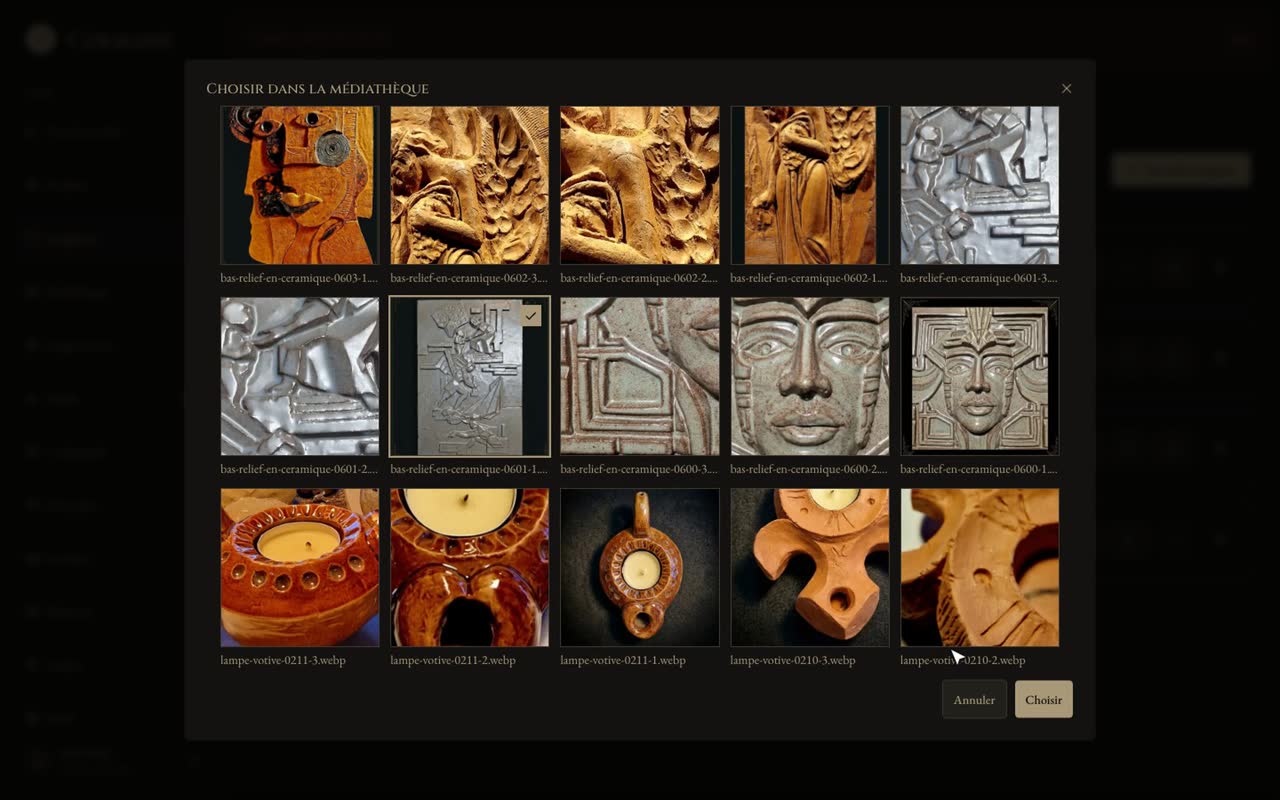 Choisir dans la médiathèque
bas-relief-en-ceramique-0603-1....
bas-relief-en-ceramique-0602-3....
bas-relief-en-ceramique-0602-2....
bas-relief-en-ceramique-0602-1....
bas-relief-en-ceramique-0601-3....
bas-relief-en-ceramique-0601-2....
bas-relief-en-ceramique-0601-1....
bas-relief-en-ceramique-0600-3....
bas-relief-en-ceramique-0600-2....
bas-relief-en-ceramique-0600-1....
lampe-votive-0211-3.webp
lampe-votive-0211-2.webp
lampe-votive-0211-1.webp
lampe-votive-0210-3.webp
lampe-votive-0210-2.webp
Annuler
Choisir